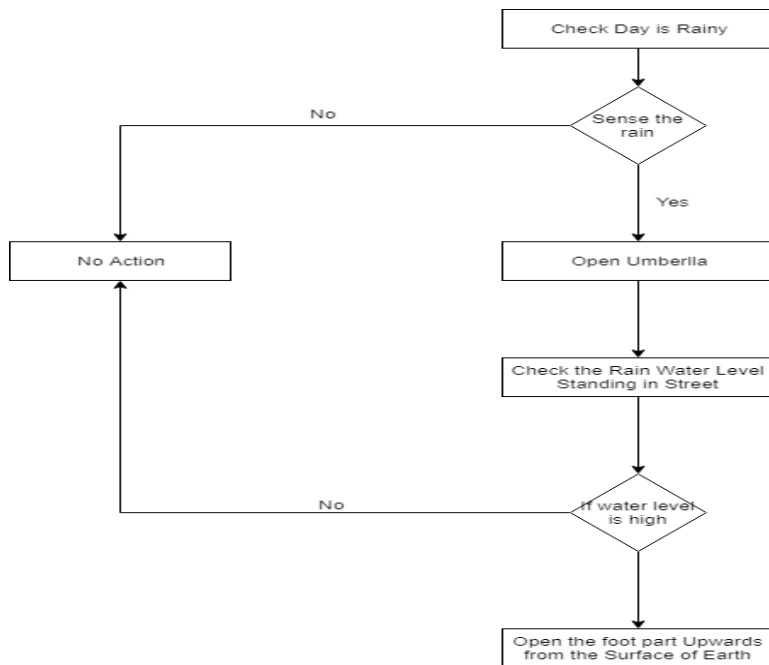 Check Day is Rainy
Sense the
rain
No
Yes
No Action
Open Umberlla
Check the Rain Water Level
Standing in Street
No
If water level
is high
Open the foot part Upwards
from the Surface of Earth